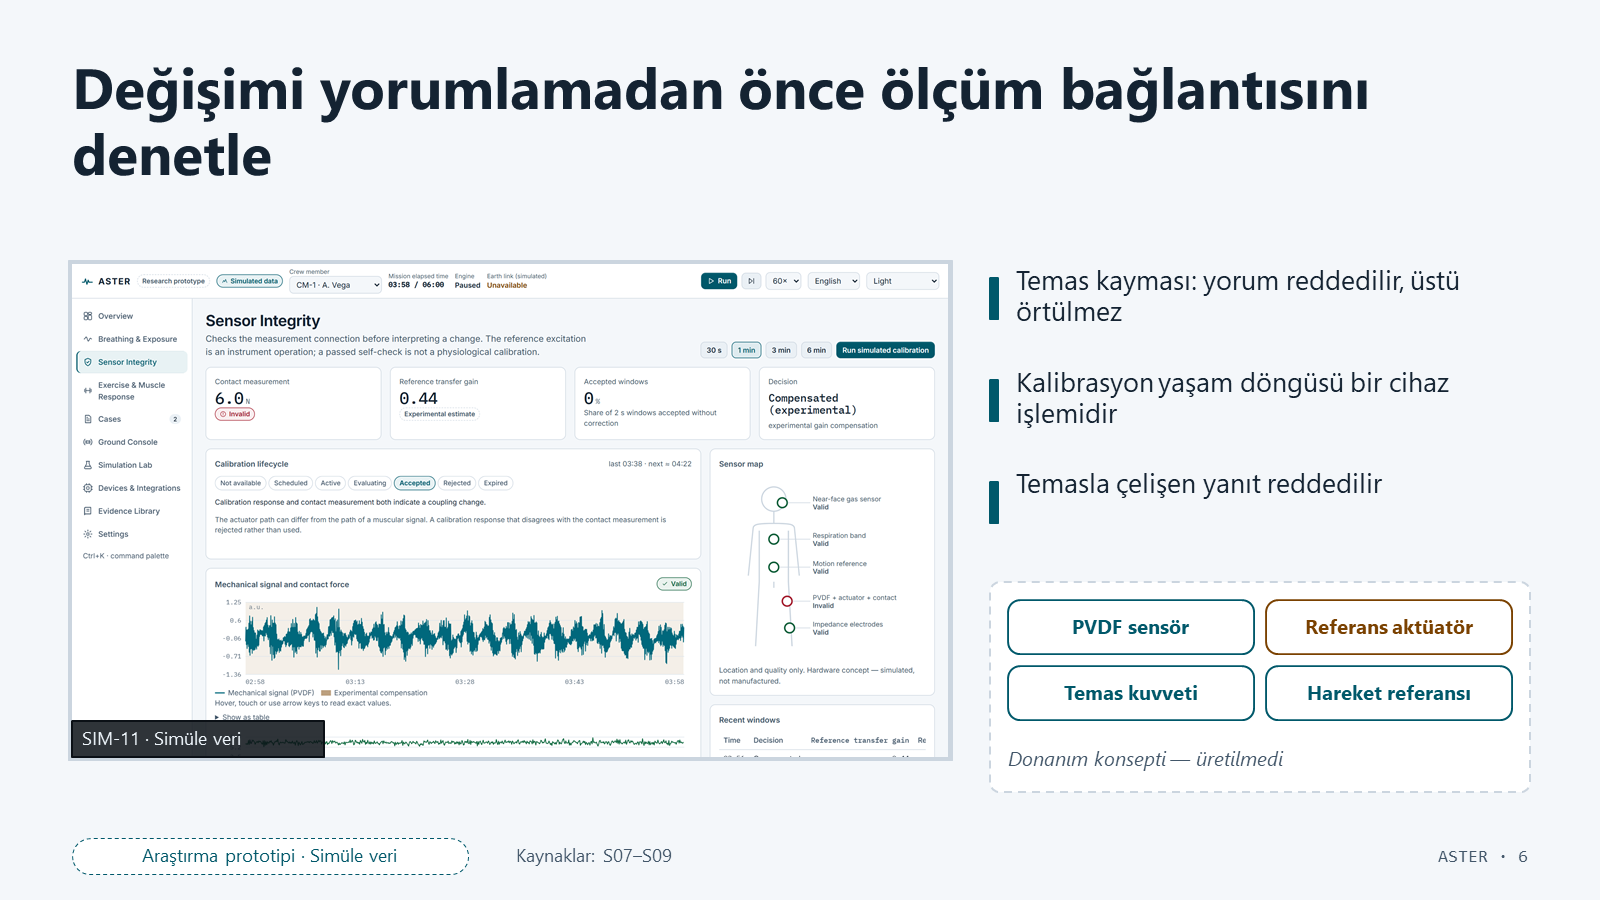 Değişimi yorumlamadan önce ölçüm bağlantısını
denetle
ASTER
Research prototype
Simulated data
Crew member
CM-1 · A. Vega
Mission elapsed time
03:58 / 06:00
Engine
Paused
Earth link (simulated)
Unavailable
Run
60×
English
Light
Overview
Breathing & Exposure
Sensor Integrity
Exercise & Muscle
Response
Cases
2
Ground Console
Simulation Lab
Devices & Integrations
Evidence Library
Settings
Ctrl+K · command palette
Sensor Integrity
Checks the measurement connection before interpreting a change. The reference excitation
is an instrument operation; a passed self-check is not a physiological calibration.
30 s
1 min
3 min
6 min
Run simulated calibration
Contact measurement
6.0 N
Invalid
Reference transfer gain
0.44
Experimental estimate
Accepted windows
0 %
Share of 2 s windows accepted without
correction
Decision
Compensated
(experimental)
experimental gain compensation
Calibration lifecycle
last 03:38 · next = 04:22
Not available
Scheduled
Active
Evaluating
Accepted
Rejected
Expired
Calibration response and contact measurement both indicate a coupling change.
The actuator path can differ from the path of a muscular signal. A calibration response that disagrees with the contact measurement is
rejected rather than used.
Mechanical signal and contact force
Valid
1.25
0.6
-0.06
-0.71
-1.36
a.u.
02:58
03:13
03:28
03:43
03:58
Mechanical signal (PVDF)
Experimental compensation
Hover, touch or use arrow keys to read exact values.
Show as table
Sensor map
Near-face gas sensor
Valid
Respiration band
Valid
Motion reference
Valid
PVDF + actuator + contact
Invalid
Impedance electrodes
Valid
Location and quality only. Hardware concept — simulated,
not manufactured.
Recent windows
Time
Decision
Reference transfer gain
SIM-11 · Simüle veri
Temas kayması: yorum reddedilir, üstü
örtülmez
Kalibrasyon yaşam döngüsü bir cihaz
işlemidir
Temasla çelişen yanıt reddedilir
PVDF sensör
Referans aktüatör
Temas kuvveti
Hareket referansı
Donanım konsepti — üretilmedi
Araştırma prototipi · Simüle veri
Kaynaklar: S07–S09
ASTER · 6